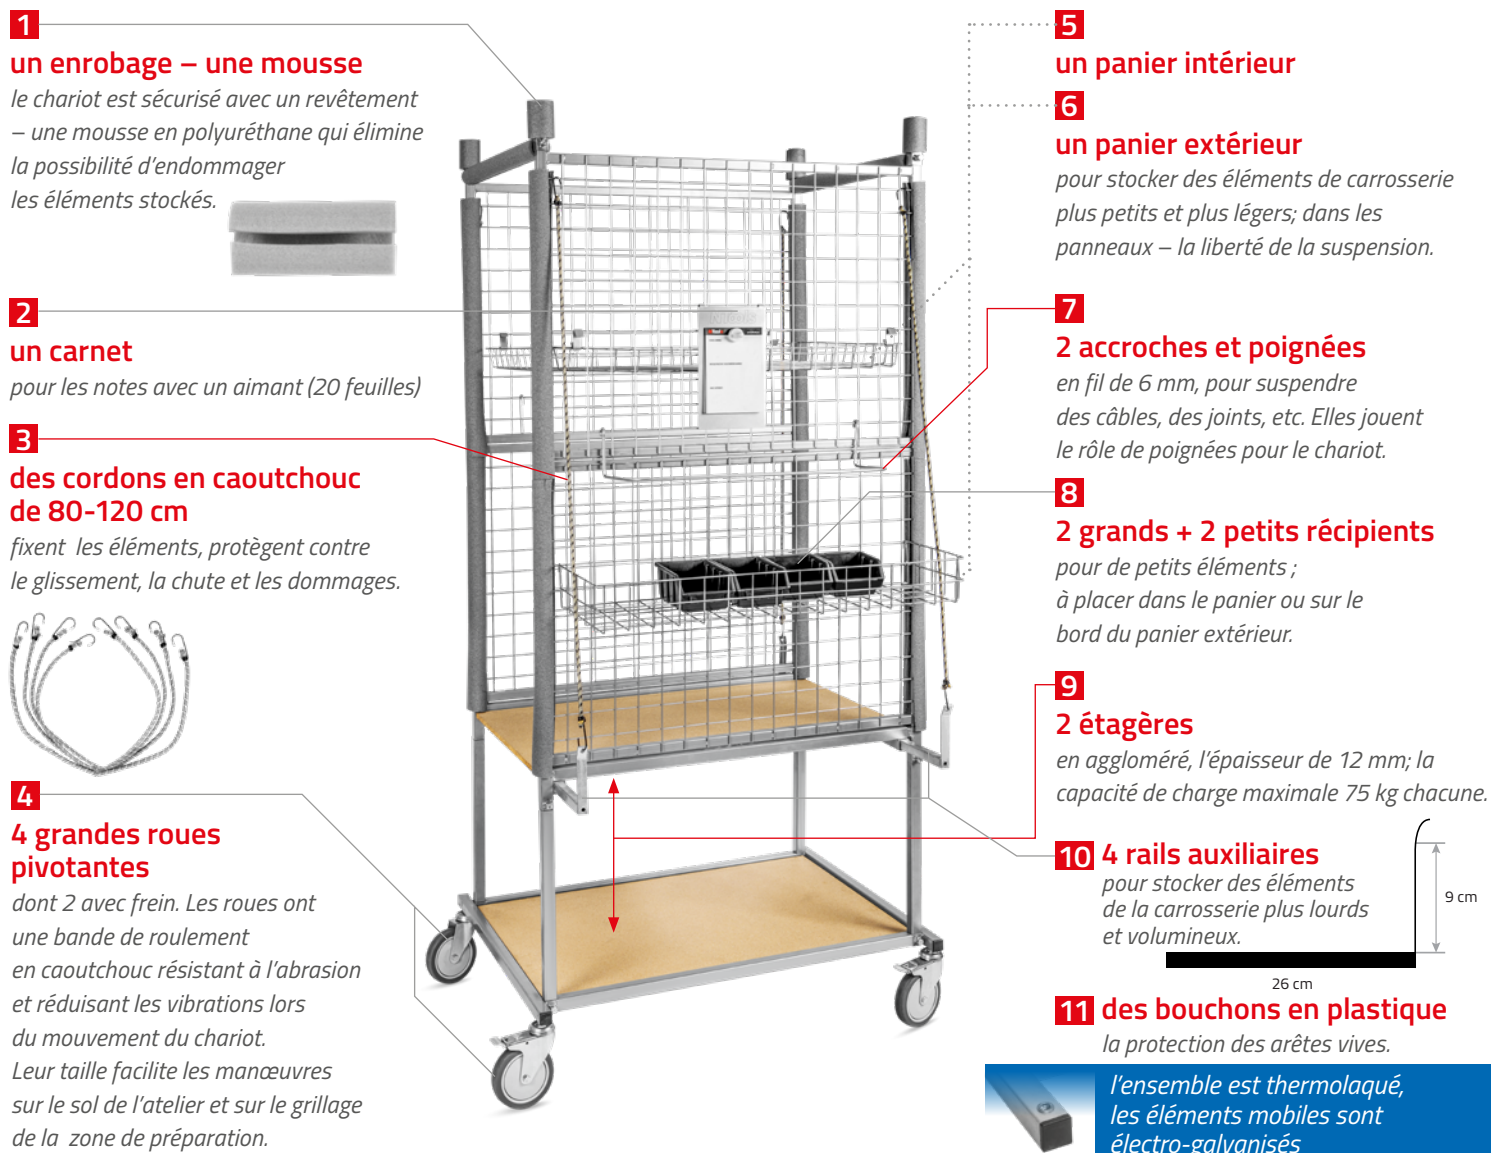 1
un enrobage – une mousse
le chariot est sécurisé avec un revêtement
– une mousse en polyuréthane qui élimine
la possibilité d’endommager
les éléments stockés.
2
un carnet
pour les notes avec un aimant (20 feuilles)
3
des cordons en caoutchouc
de 80-120 cm
fixent les éléments, protègent contre
le glissement, la chute et les dommages.
4
4 grandes roues
pivotantes
dont 2 avec frein. Les roues ont
une bande de roulement
en caoutchouc résistant à l’abrasion
et réduisant les vibrations lors
du mouvement du chariot.
Leur taille facilite les manœuvres
sur le sol de l’atelier et sur le grillage
de la zone de préparation.
5
un panier intérieur
6
un panier extérieur
pour stocker des éléments de carrosserie
plus petits et plus légers; dans les
panneaux – la liberté de la suspension.
7
2 accroches et poignées
en fil de 6 mm, pour suspendre
des câbles, des joints, etc. Elles jouent
le rôle de poignées pour le chariot.
8
2 grands + 2 petits récipients
pour de petits éléments ;
à placer dans le panier ou sur le
bord du panier extérieur.
9
2 étagères
en aggloméré, l’épaisseur de 12 mm; la
capacité de charge maximale 75 kg chacune.
10 4 rails auxiliaires
pour stocker des éléments
de la carrosserie plus lourds
et volumineux.
9 cm
26 cm
11 des bouchons en plastique
la protection des arêtes vives.
l’ensemble est thermolaqué,
les éléments mobiles sont
électro-galvanisés